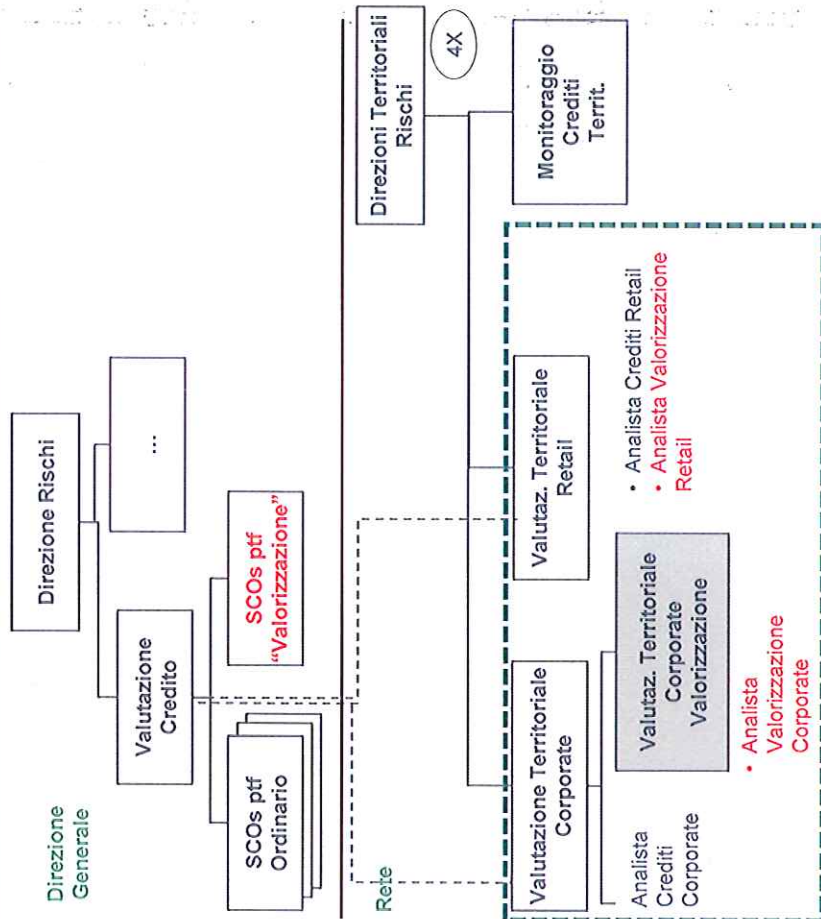 Direzione
Generale
Direzione Rischi
...
Valutazione
Credito
SCOs ptf
Ordinario
SCOs ptf
“Valorizzazione”
Rete
Direzioni Territoriali
Rischi
4X
Valutazione Territoriale
Corporate
Valutaz. Territoriale
Retail
Monitoraggio
Crediti
Territ.
Analista
Crediti
Corporate
Valutaz. Territoriale
Corporate
Valorizzazione
• Analista
Valorizzazione
Corporate
• Analista Crediti Retail
• Analista Valorizzazione
Retail